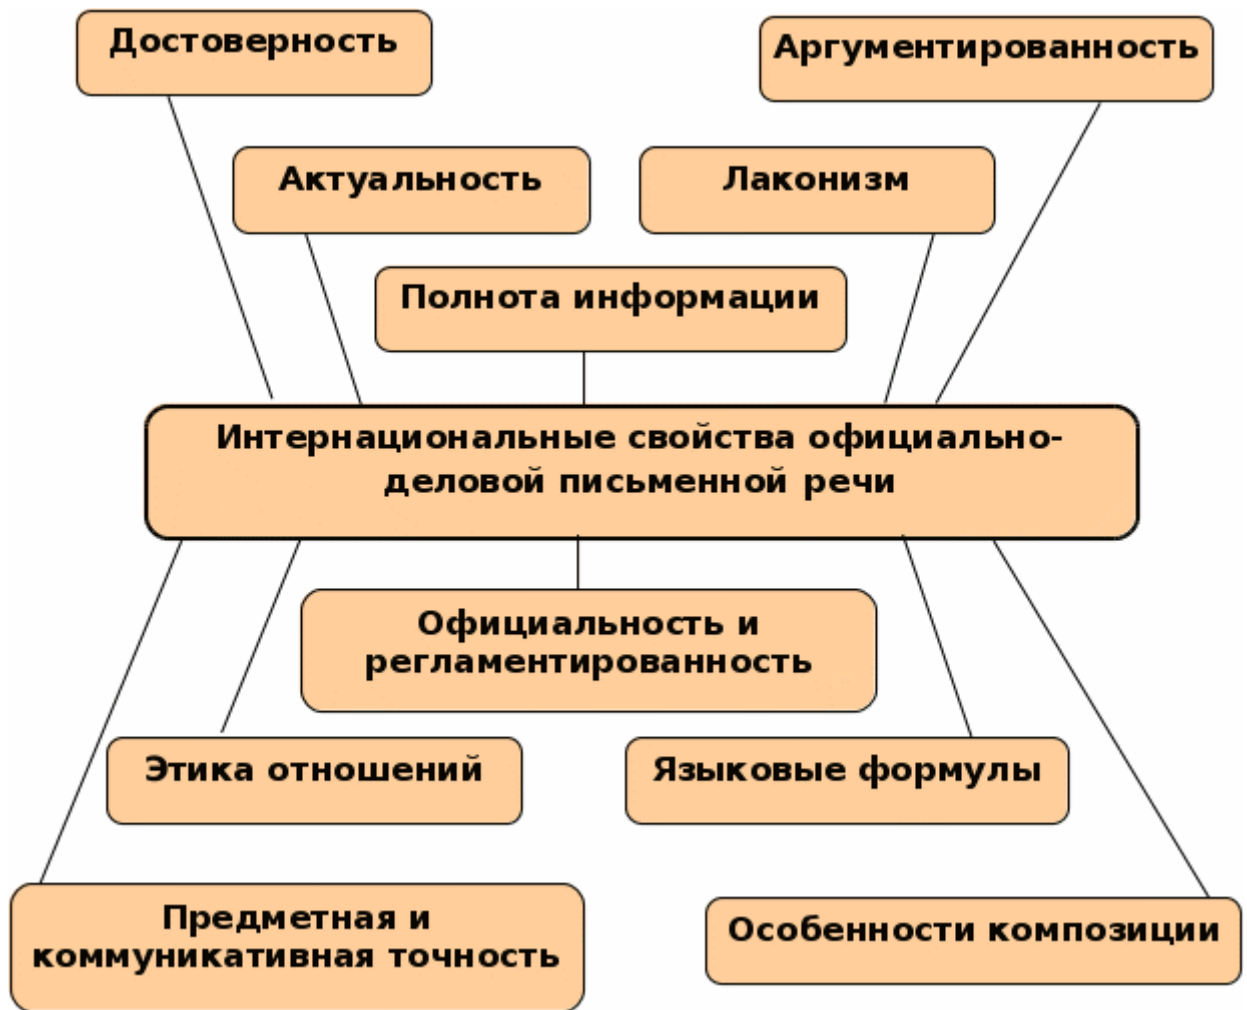 Достоверность
Аргументированность
Актуальность
Лаконизм
Полнота информации
Интернациональные свойства официально-
деловой письменной речи
Официальность и
регламентированность
Этика отношений
Языковые формулы
Предметная и
коммуникативная точность
Особенности композиции